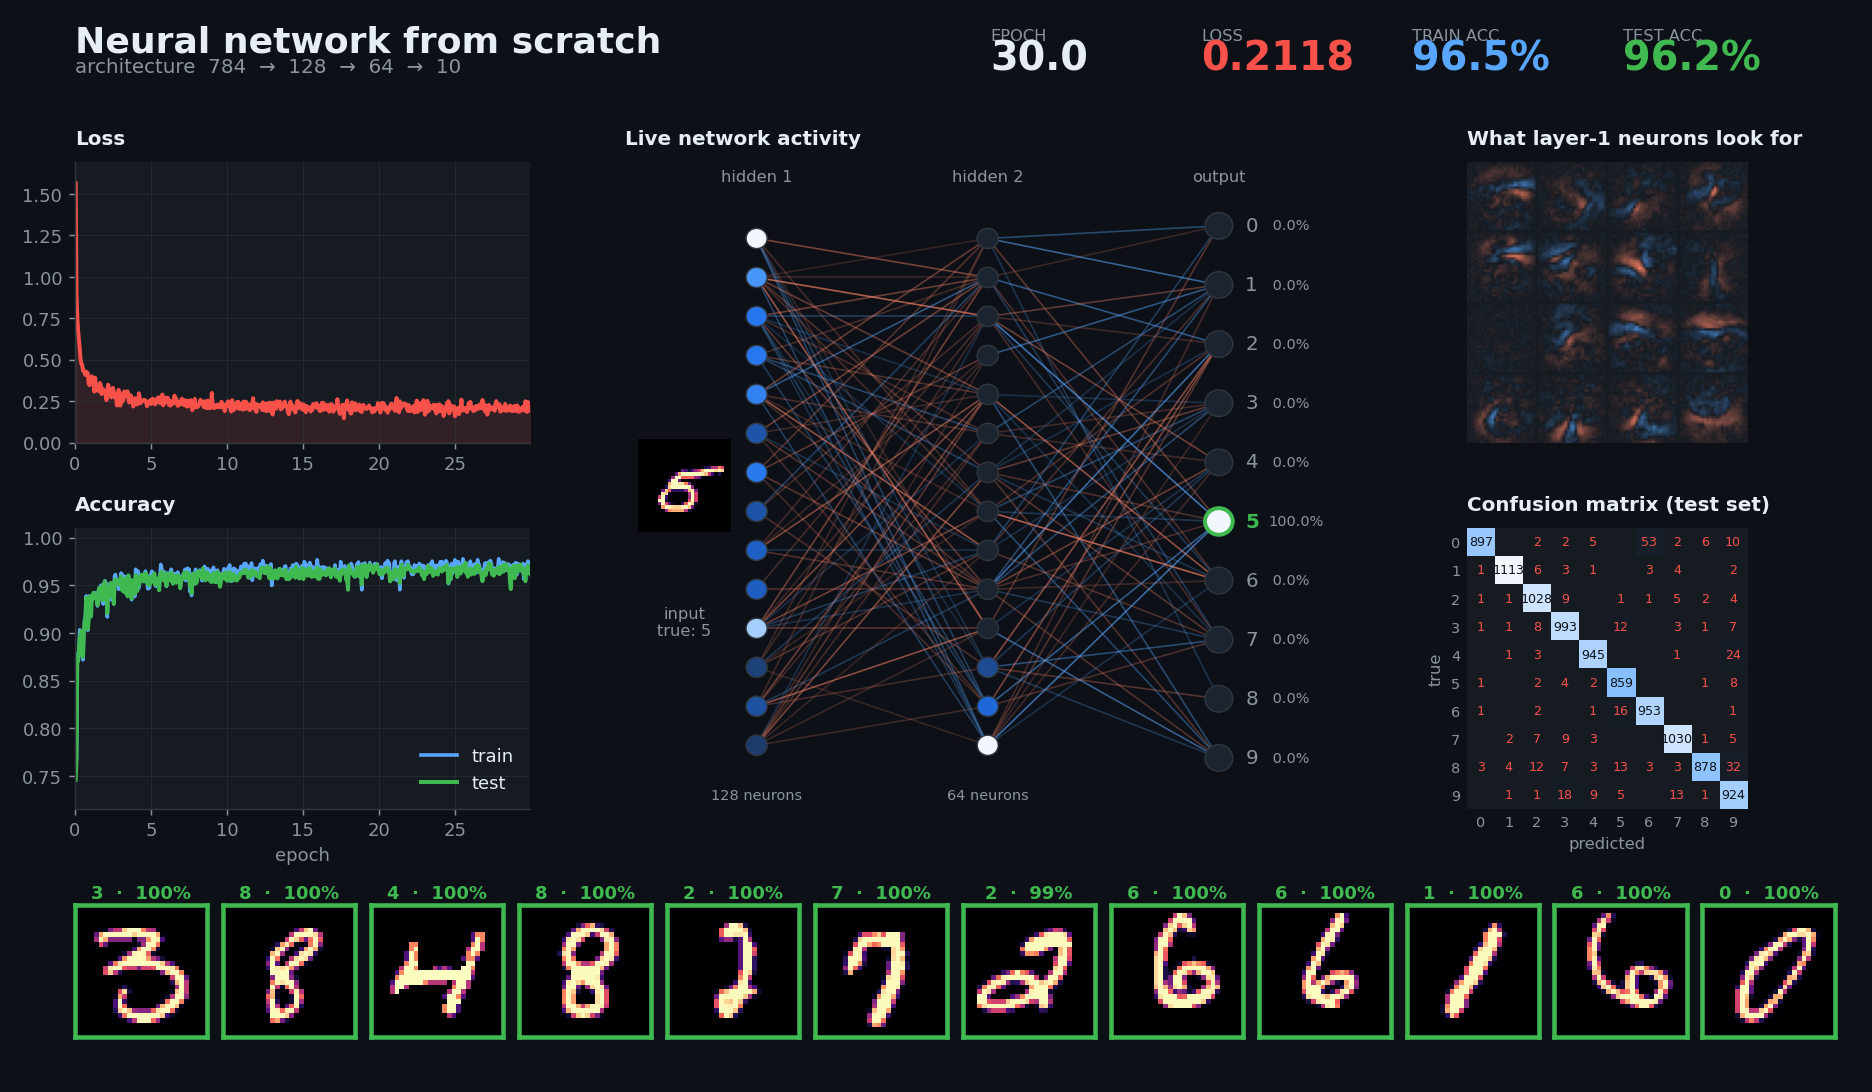 Neural network from scratch
architecture 784 → 128 → 64 → 10
EPOCH
30.0
LOSS
0.2118
TRAIN ACC
96.5%
TEST ACC
96.2%
Loss
1.50
1.25
1.00
0.75
0.50
0.25
0.00
0 5 10 15 20 25
Accuracy
1.00
0.95
0.90
0.85
0.80
0.75
train
test
0 5 10 15 20 25
epoch
Live network activity
hidden 1 hidden 2 output
0 0.0%
1 0.0%
2 0.0%
3 0.0%
4 0.0%
5 100.0%
6 0.0%
7 0.0%
8 0.0%
9 0.0%
input
true: 5
128 neurons 64 neurons
What layer-1 neurons look for
Confusion matrix (test set)
true
0 897 2 2 5 53 2 6 10
1 1 1113 6 3 1 3 4 2
2 1 1 1028 9 1 1 5 2 4
3 1 1 8 993 12 3 1 7
4 1 3 945 1 24
5 1 2 4 2 859 1 8
6 1 2 1 16 953 1
7 2 7 9 3 1030 1 5
8 3 4 12 7 3 13 3 3 878 32
9 1 1 18 9 5 13 1 924
0 1 2 3 4 5 6 7 8 9
predicted
3 · 100%
8 · 100%
4 · 100%
8 · 100%
2 · 100%
7 · 100%
2 · 99%
6 · 100%
6 · 100%
1 · 100%
6 · 100%
0 · 100%